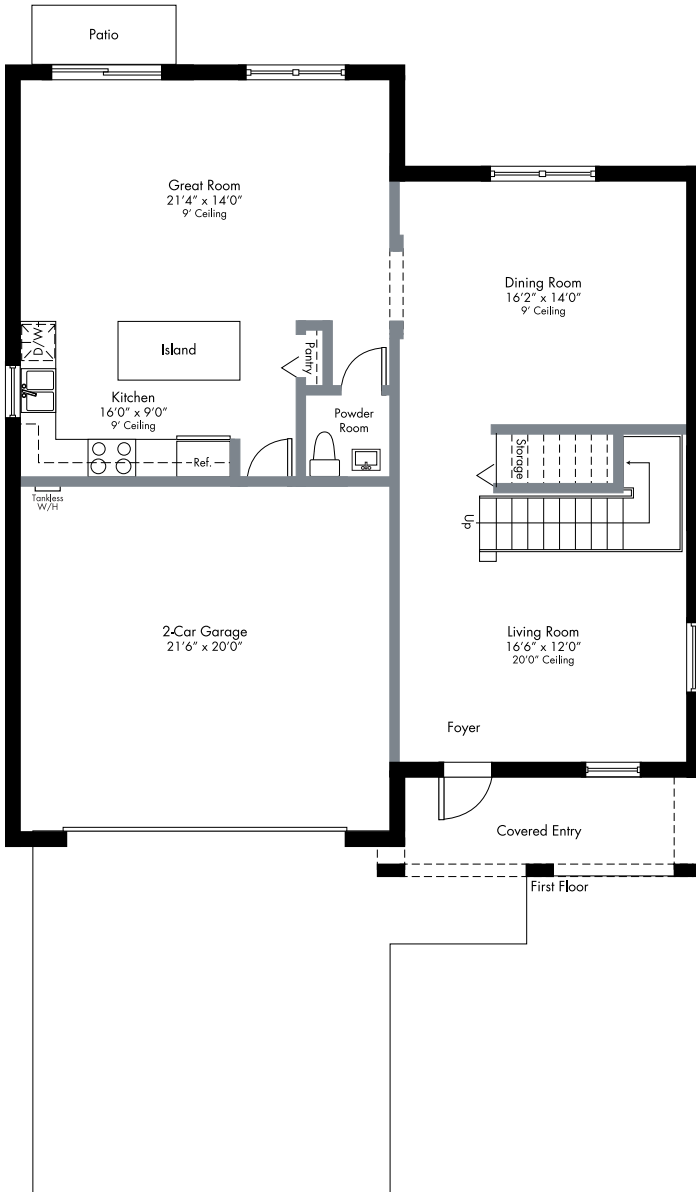 Patio
Great Room
21’4” x 14’0”
9’ Ceiling
Dining Room
16’2” x 14’0”
9’ Ceiling
D/W
Island
Pantry
Kitchen
16’0” x 9’0”
9’ Ceiling
Powder
Room
Ref.
Storage
Tankless
W/H
Up
2-Car Garage
21’6” x 20’0”
Living Room
16’6” x 12’0”
20’0” Ceiling
Foyer
Covered Entry
First Floor